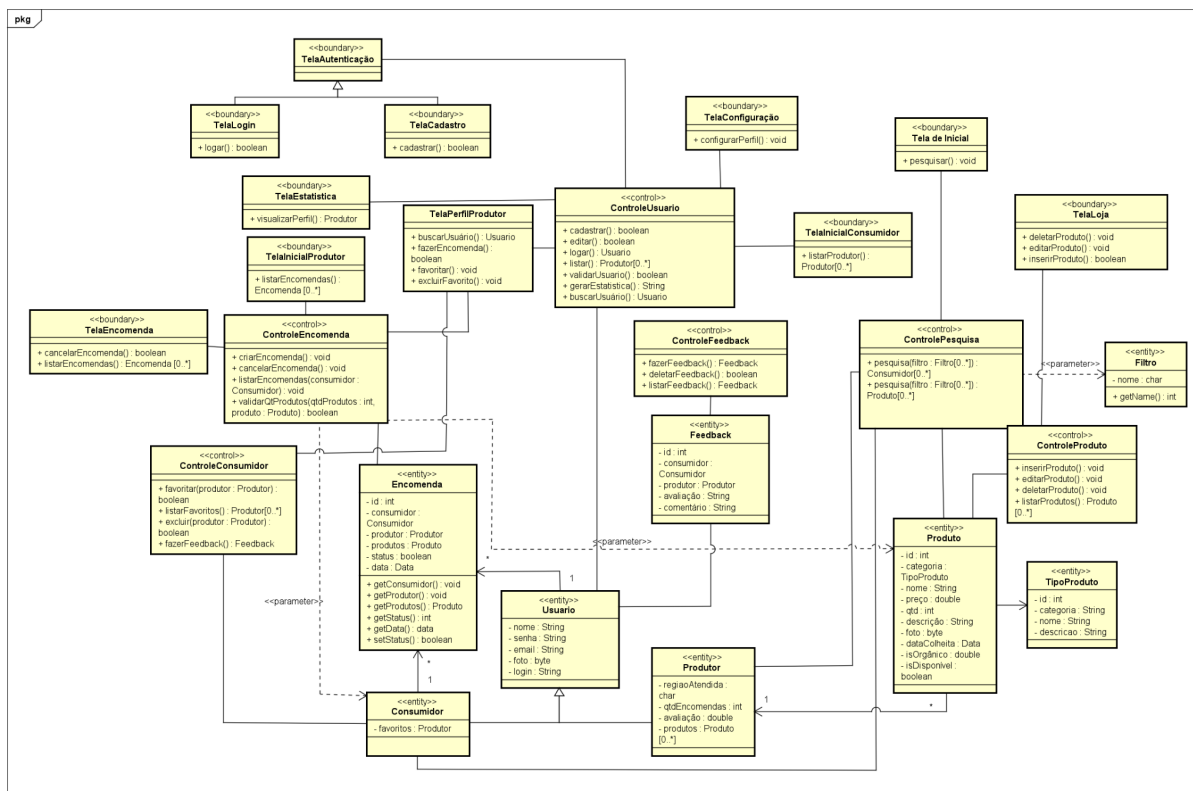 pkg
<<boundary>>
TelaAutenticação
<<boundary>>
TelaLogin
+ logar() : boolean
<<boundary>>
TelaCadastro
+ cadastrar() : boolean
<<boundary>>
TelaConfiguração
+ configurarPerfil() : void
<<boundary>>
Tela de Inicial
+ pesquisar() : void
<<boundary>>
TelaEstatistica
+ visualizarPerfil() : Produtor
TelaPerfilProdutor
+ buscarUsuário() : Usuario
+ fazerEncomenda() :
boolean
+ favoritar() : void
+ excluirFavorito() : void
<<control>>
ControleUsuario
+ cadastrar() : boolean
+ editar() : boolean
+ logar() : Usuario
+ listar() : Produtor[0..*]
+ validarUsuario() : boolean
+ gerarEstatistica() : String
+ buscarUsuário() : Usuario
<<boundary>>
TelaInicialConsumidor
+ listarProdutor() :
Produtor[0..*]
<<boundary>>
TelaLoja
+ deletarProduto() : void
+ editarProduto() : void
+ inserirProduto() : boolean
<<boundary>>
TelaInicialProdutor
+ listarEncomendas() :
Encomenda [0..*]
<<boundary>>
TelaEncomenda
+ cancelarEncomenda() : boolean
+ listarEncomendas() : Encomenda [0..*]
<<control>>
ControleEncomenda
+ criarEncomenda() : void
+ cancelarEncomenda() : void
+ listarEncomendas(consumidor :
Consumidor) : void
+ validarQtProdutos(qtdProdutos : int,
produto : Produto) : boolean
<<control>>
ControleFeedback
+ fazerFeedback() : Feedback
+ deletarFeedback() : boolean
+ listarFeedback() : Feedback
<<control>>
ControlePesquisa
+ pesquisa(filtro : Filtro[0..*]) :
Consumidor[0..*]
+ pesquisa(filtro : Filtro[0..*]) :
Produto[0..*]
<<parameter>>
<<entity>>
Filtro
- nome : char
+ getName() : int
<<control>>
ControleConsumidor
+ favoritar(produtor : Produtor) :
boolean
+ listarFavoritos() : Produtor[0..*]
+ excluir(produtor : Produtor) :
boolean
+ fazerFeedback() : Feedback
<<entity>>
Encomenda
- id : int
- consumidor :
Consumidor
- produtor : Produtor
- produtos : Produto
- status : boolean
- data : Data
+ getConsumidor() : void
+ getProdutor() : void
+ getProdutos() : Produto
+ getStatus() : int
+ getData() : data
+ setStatus() : boolean
<<entity>>
Feedback
- id : int
- consumidor :
Consumidor
- produtor : Produtor
- avaliação : String
- comentário : String
<<control>>
ControleProduto
+ inserirProduto() : void
+ editarProduto() : void
+ deletarProduto() : void
+ listarProdutos() : Produto
[0..*]
<<parameter>>
<<entity>>
Produto
- id : int
- categoria :
TipoProduto
- nome : String
- preço : double
- qtd : int
- descrição : String
- foto : byte
- dataColheita : Data
- isOrgânico : double
- isDisponível :
boolean
<<entity>>
TipoProduto
- id : int
- categoria : String
- nome : String
- descricao : String
*
1
<<entity>>
Usuario
- nome : String
- senha : String
- email : String
- foto : byte
- login : String
<<parameter>>
*
1
<<entity>>
Produtor
- regiaoAtendida :
char
- qtdEncomendas : int
- avaliação : double
- produtos : Produto
[0..*]
1
*
<<entity>>
Consumidor
- favoritos : Produtor